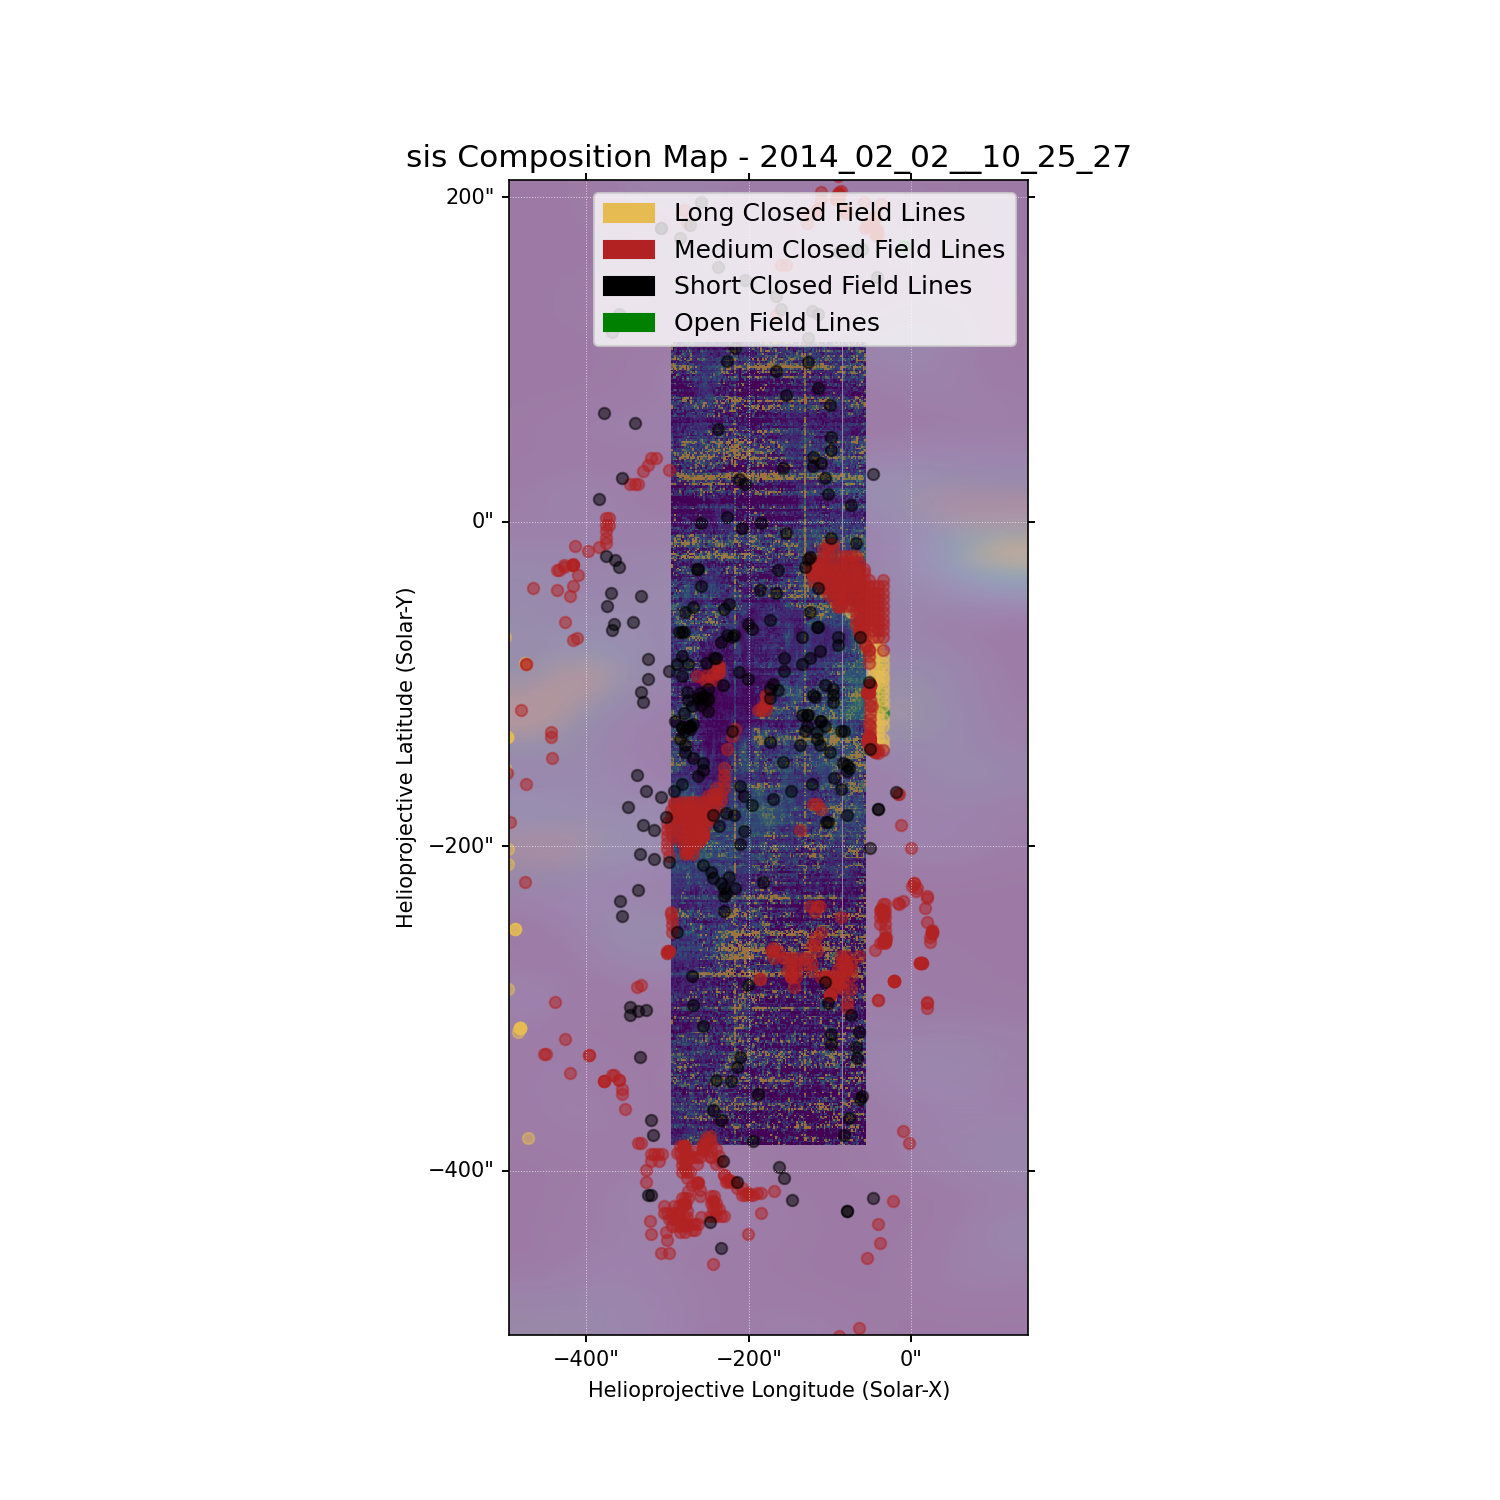 sis Composition Map - 2014_02_02__10_25_27
Long Closed Field Lines
Medium Closed Field Lines
Short Closed Field Lines
Open Field Lines
200"
0"
−200"
−400"
Helioprojective Latitude (Solar-Y)
−400"
−200"
0"
Helioprojective Longitude (Solar-X)